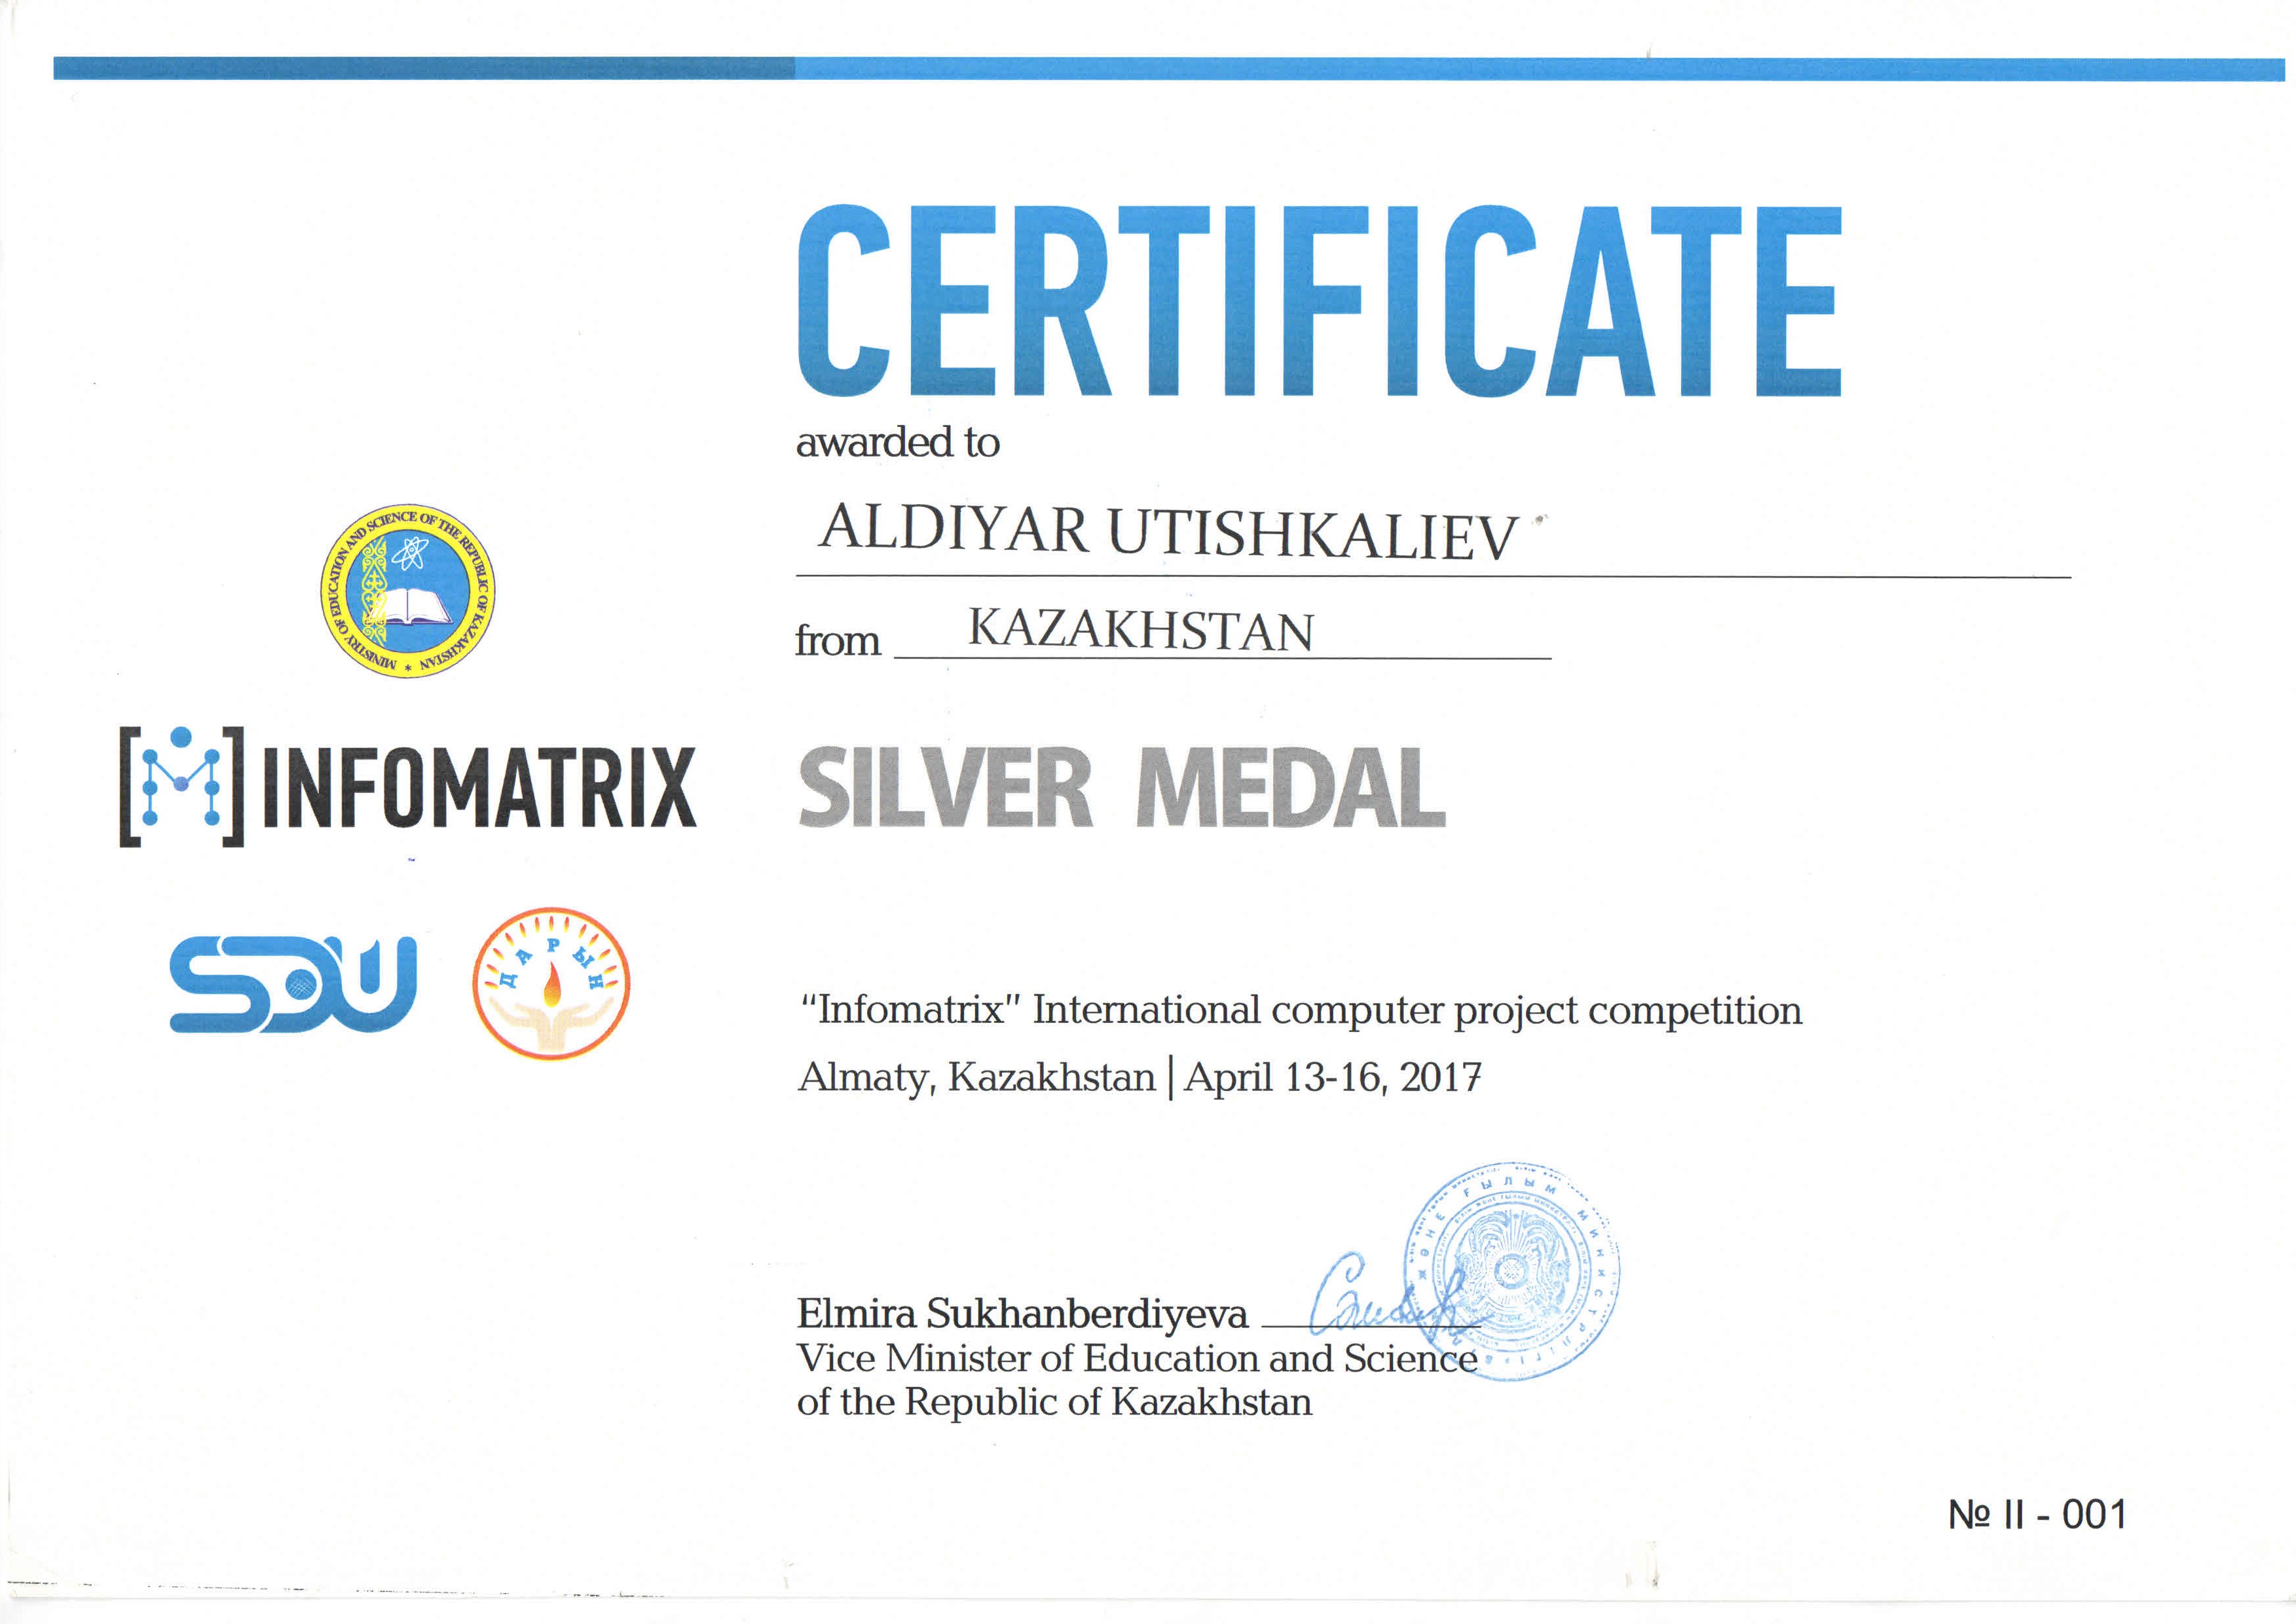 CERTIFICATE
awarded to
ALDIYAR UTISHKALIEV
from KAZAKHSTAN
MINISTRY OF EDUCATION AND SCIENCE OF THE REPUBLIC OF KAZAKHSTAN *
[M] INFOMATRIX
SILVER MEDAL
SDU
ДАРЫН
"Infomatrix" International computer project competition
Almaty, Kazakhstan | April 13-16, 2017
ЖӘНЕ ҒЫЛЫМ МИНИСТРЛІГІ
Elmira Sukhanberdiyeva
Vice Minister of Education and Science
of the Republic of Kazakhstan
№ II - 001